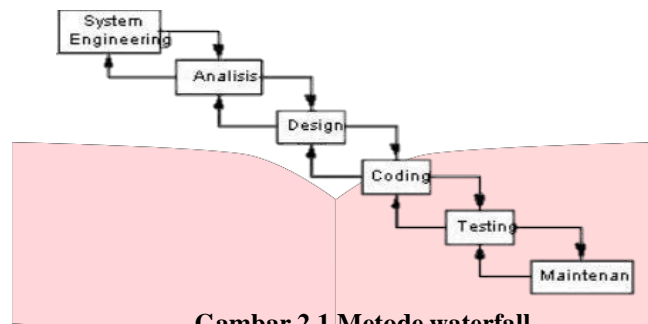 System
Engineering
Analisis
Design
Coding
Testing
Maintenan
Gambar 2.1 Metode waterfall